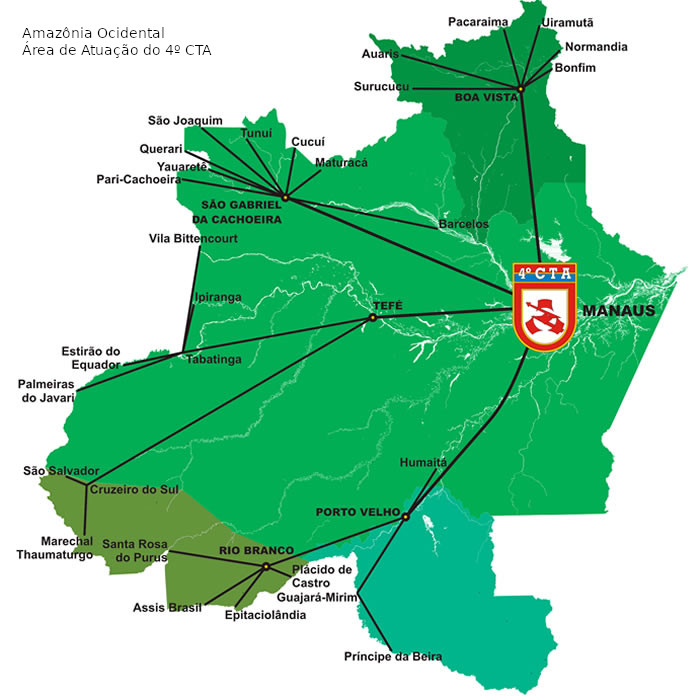 Amazônia Ocidental
Área de Atuação do 4º CTA
Pacaraima
Uiramutã
Auaris
Normandia
Bonfim
Surucucu
BOA VISTA
São Joaquim
Tunuí
Cucuí
Querari
Maturacá
Yauaretê
Pari-Cachoeira
SÃO GABRIEL
DA CACHOEIRA
Barcelos
Vila Bittencourt
4º CTA
Ipiranga
TEFÉ
MANAUS
Estirão do
Equador
Tabatinga
Palmeiras
do Javari
Humaitá
São Salvador
Cruzeiro do Sul
PORTO VELHO
Marechal
Thaumaturgo
Santa Rosa
do Purus
RIO BRANCO
Plácido de
Castro
Guajará-Mirim
Assis Brasil
Epitaciolândia
Príncipe da Beira